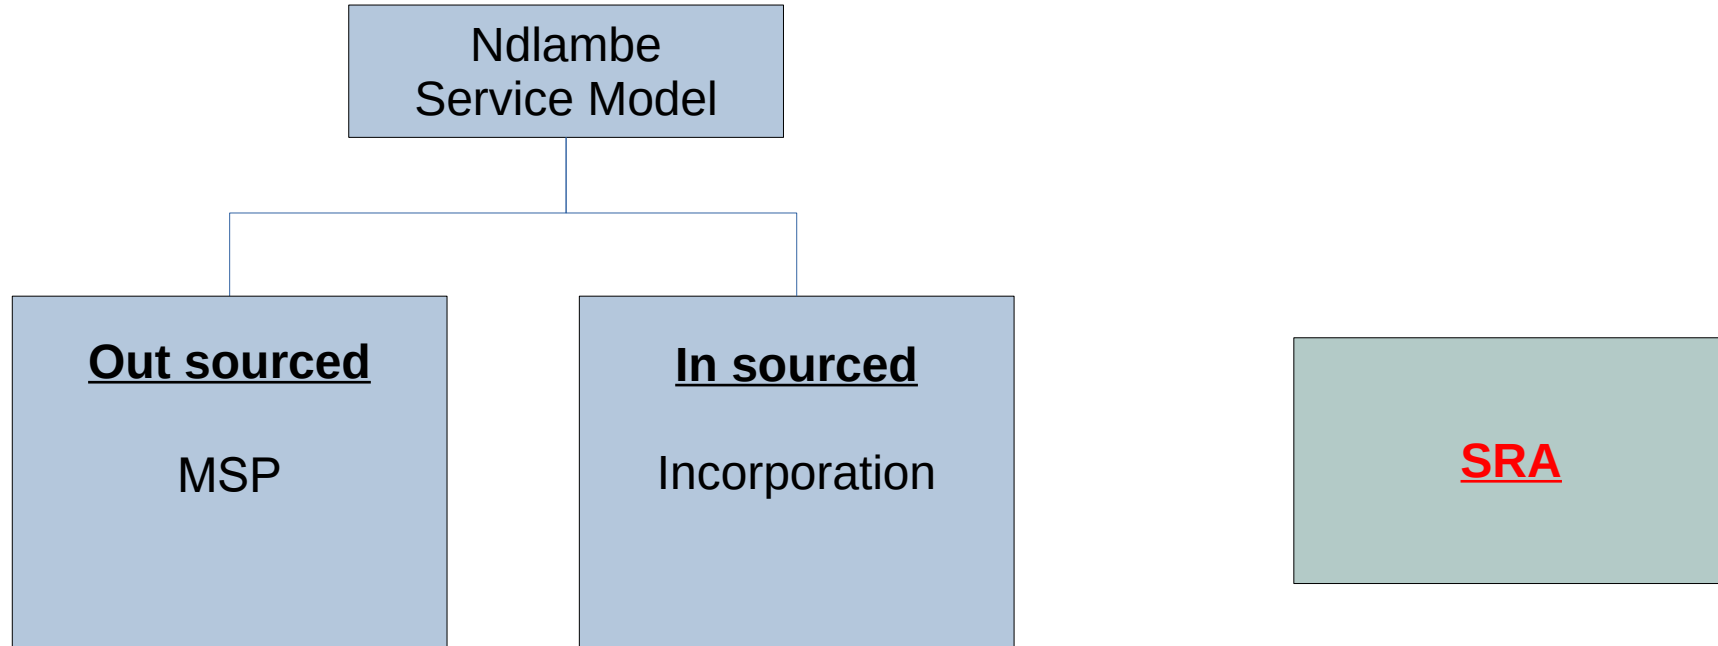 Ndlambe
Service Model
Out sourced
MSP
In sourced
Incorporation
SRA